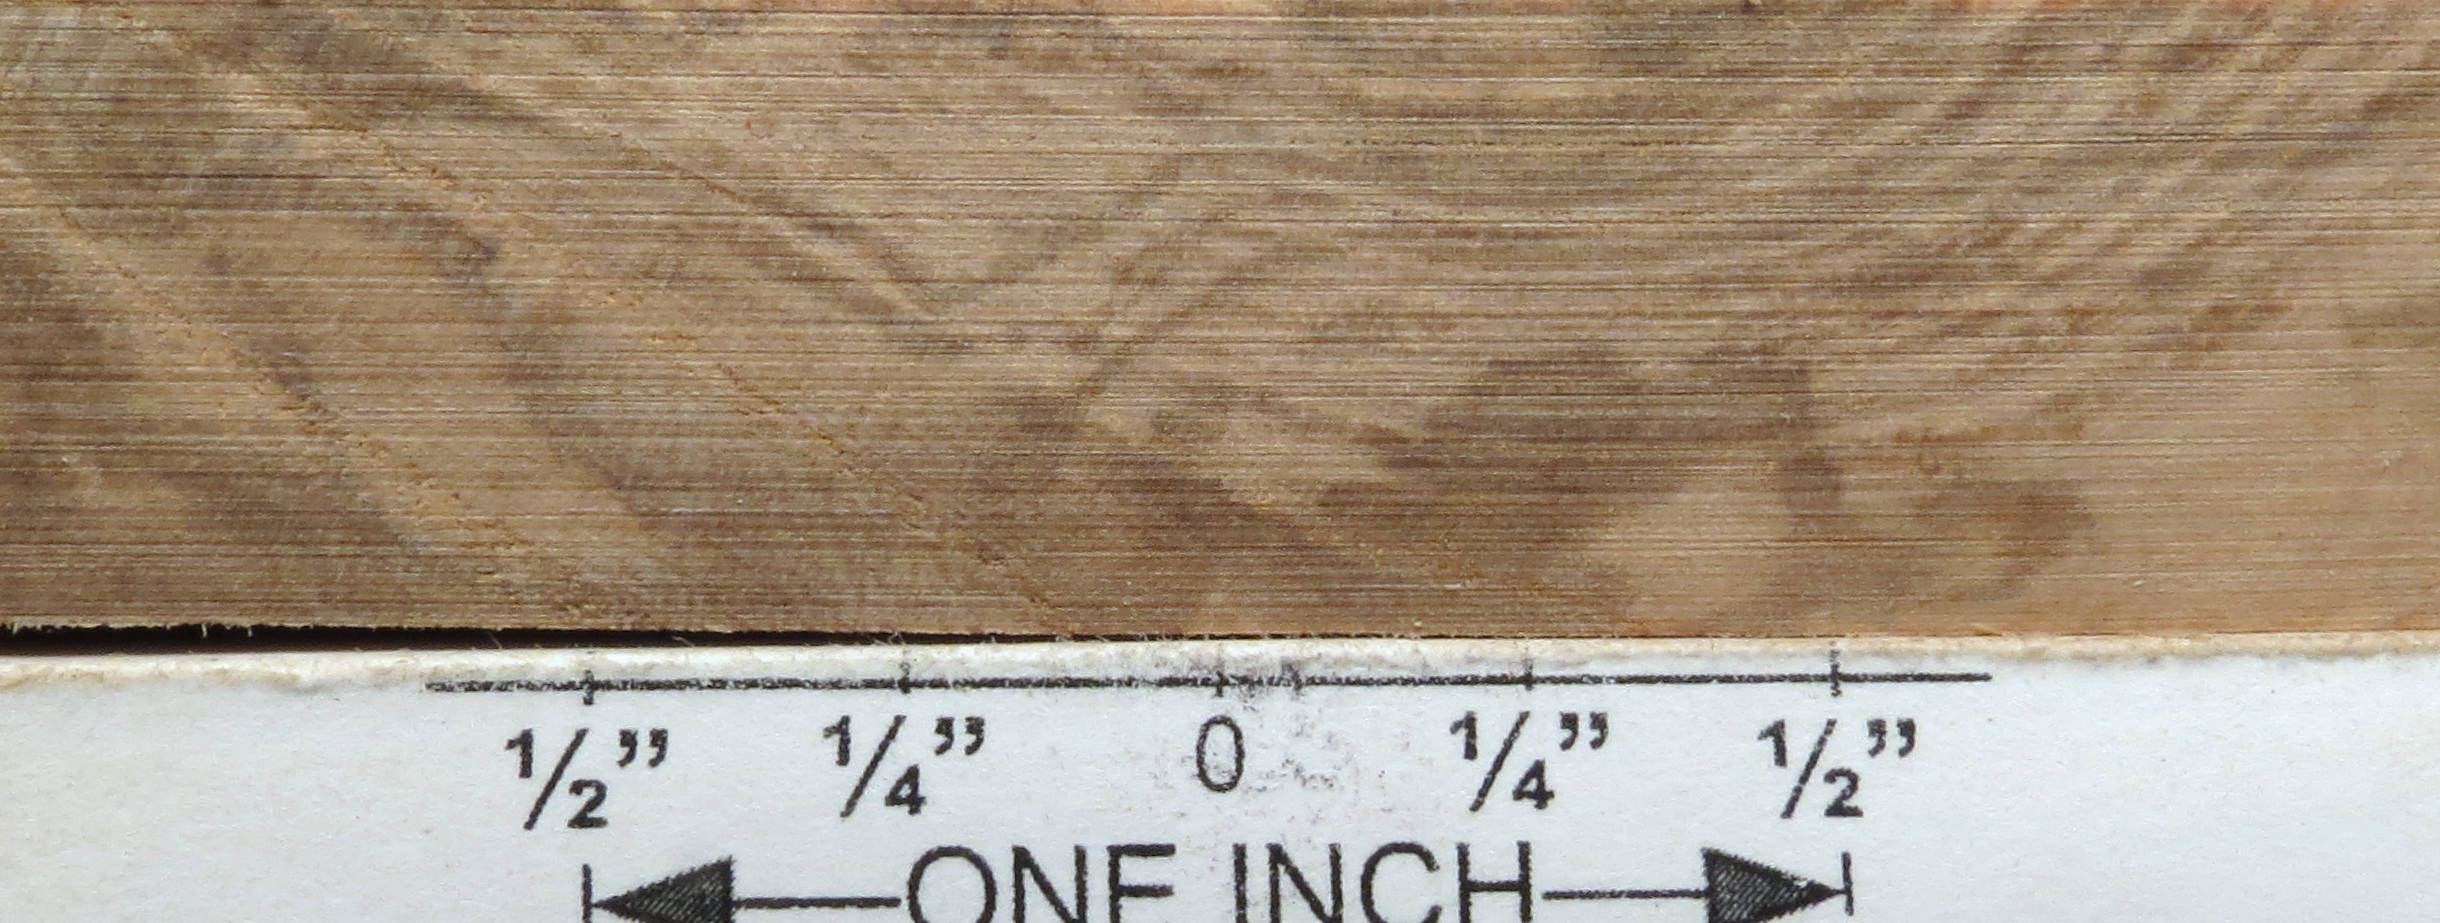 1/2” 1/4” 0 1/4” 1/2”
ONE INCH